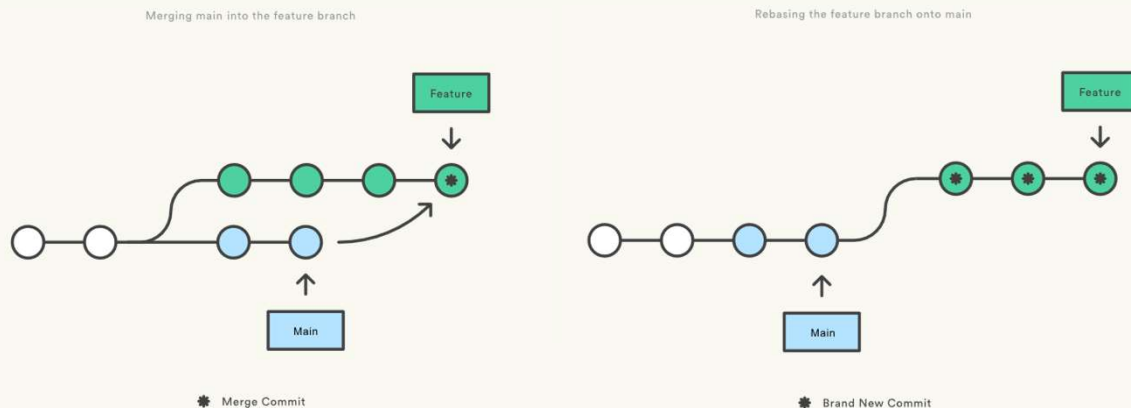 Merging main into the feature branch
Feature
Main
Merge Commit
Rebasing the feature branch onto main
Feature
Main
Brand New Commit